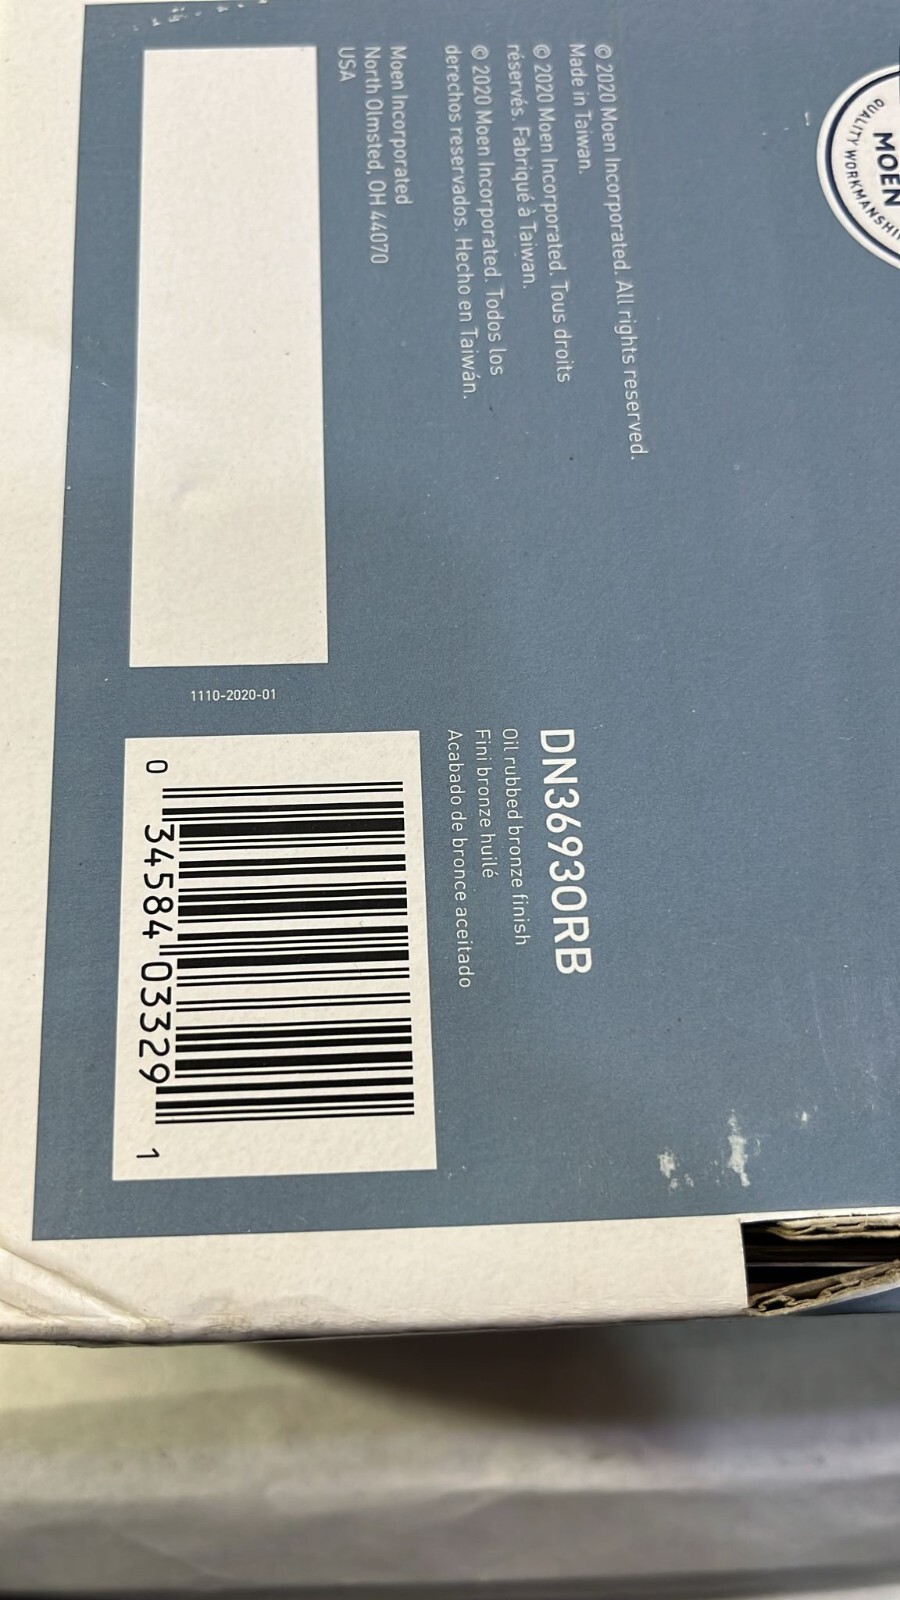 MOEN
QUALITY WORKMANSHI
© 2020 Moen Incorporated. All rights reserved.
Made in Taiwan.
© 2020 Moen Incorporated. Tous droits
réservés. Fabriqué à Taiwan.
© 2020 Moen Incorporated. Todos los
derechos reservados. Hecho en Taiwán.
Moen Incorporated
North Olmsted, OH 44070
USA
1110-2020-01
DN3693ORB
Oil rubbed bronze finish
Fini bronze huilé
Acabado de bronce aceitado
0 34584 03329 1